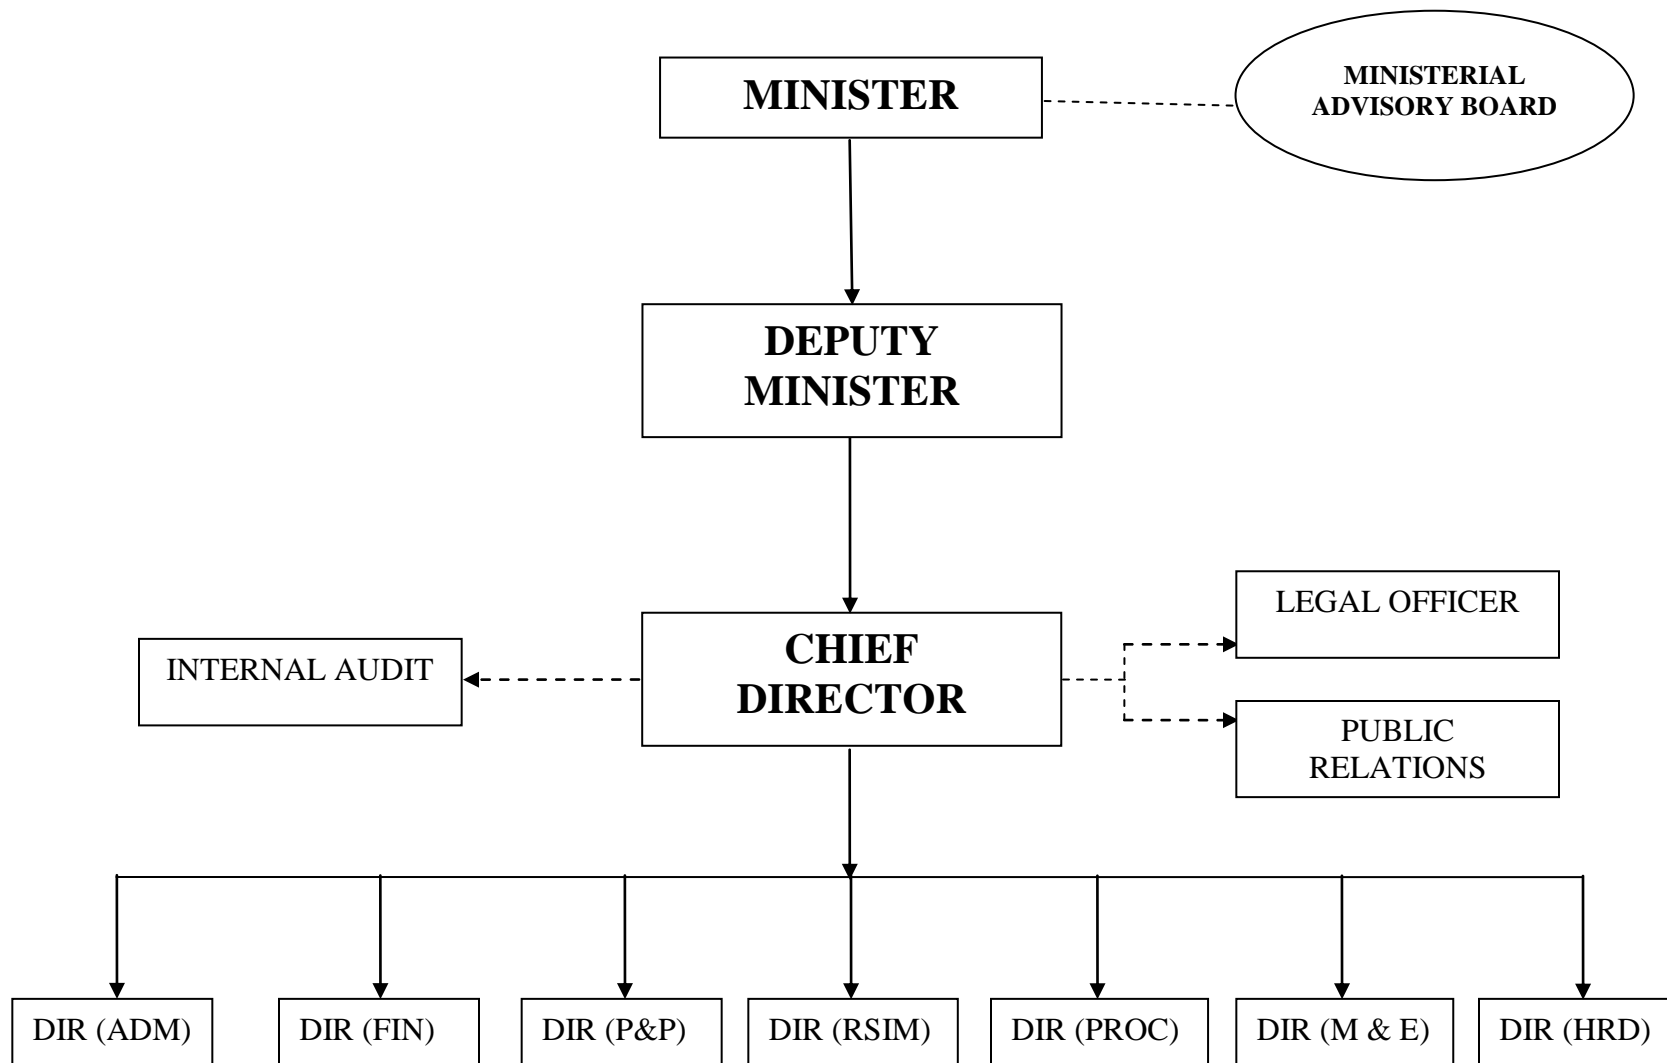 MINISTER
MINISTERIAL
ADVISORY BOARD
DEPUTY
MINISTER
CHIEF
DIRECTOR
INTERNAL AUDIT
LEGAL OFFICER
PUBLIC
RELATIONS
DIR (ADM)
DIR (FIN)
DIR (P&P)
DIR (RSIM)
DIR (PROC)
DIR (M & E)
DIR (HRD)